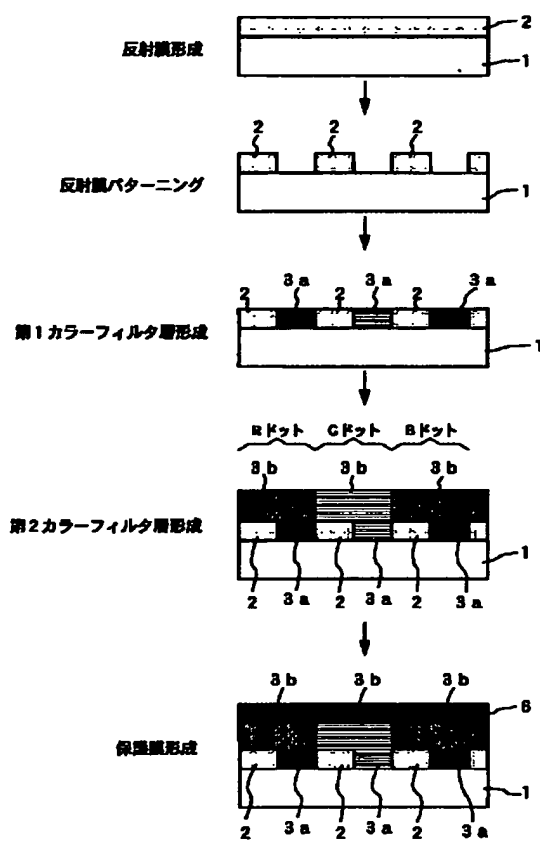 2
反射膜形成
1
2 2 2
反射膜パターニング
1
3a 3a 3a
2 2 2
第1カラーフィルタ層形成
1
Rドット Gドット Bドット
3b 3b 3b
第2カラーフィルタ層形成
1
2 3a 2 3a 2 3a
3b 3b 3b
6
保護膜形成
1
2 3a 2 3a 2 3a